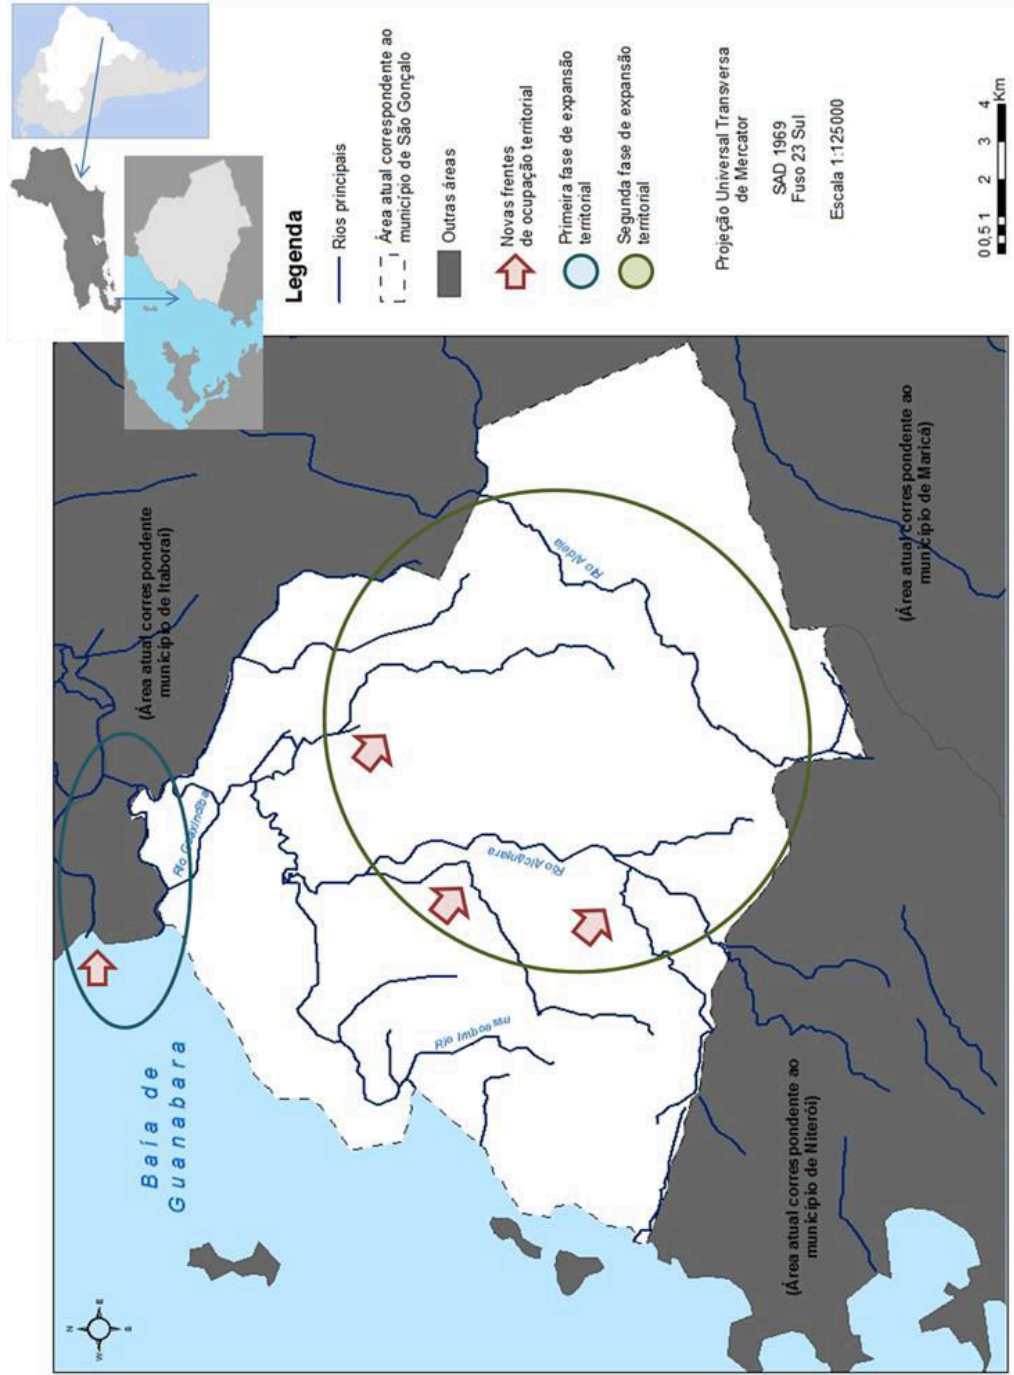 N
W
E
S
Baía de
Guanabara
(Área atual correspondente
município de Itaboraí)
Rio Guaxindiba
Rio Imboassu
Rio Alcântara
Rio Aldeia
(Área atual correspondente ao
município de Niterói)
(Área atual correspondente ao
município de Maricá)
Legenda
Rios principais
Área atual correspondente ao
município de São Gonçalo
Outras áreas
Novas frentes
de ocupação territorial
Primeira fase de expansão
territorial
Segunda fase de expansão
territorial
Projeção Universal Transversa
de Mercator
SAD 1969
Fuso 23 Sul
Escala 1:125000
0 0,5 1 2 3 4 Km